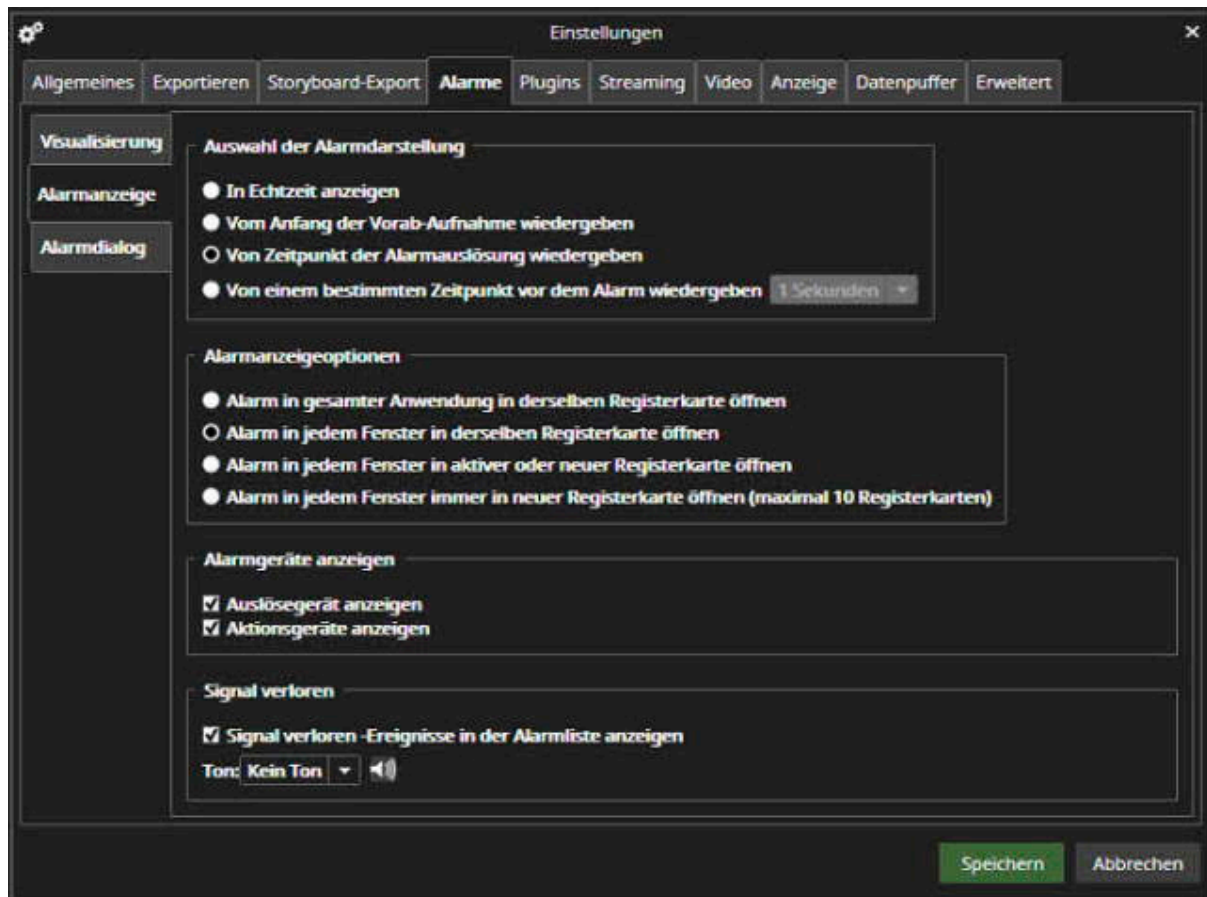 Einstellungen
Allgemeines Exportieren Storyboard-Export Alarme Plugins Streaming Video Anzeige Datenpuffer Erweitert
Visualisierung
Alarmanzeige
Alarmdialog
Auswahl der Alarmdarstellung
In Echtzeit anzeigen
Vom Anfang der Vorab-Aufnahme wiedergeben
Von Zeitpunkt der Alarmauslösung wiedergeben
Von einem bestimmten Zeitpunkt vor dem Alarm wiedergeben 1 Sekunden
Alarmanzeigeoptionen
Alarm in gesamter Anwendung in derselben Registerkarte öffnen
Alarm in jedem Fenster in derselben Registerkarte öffnen
Alarm in jedem Fenster in aktiver oder neuer Registerkarte öffnen
Alarm in jedem Fenster immer in neuer Registerkarte öffnen (maximal 10 Registerkarten)
Alarmgeräte anzeigen
Auslösegerät anzeigen
Aktionsgeräte anzeigen
Signal verloren
Signal verloren -Ereignisse in der Alarmliste anzeigen
Ton: Kein Ton
Speichern Abbrechen